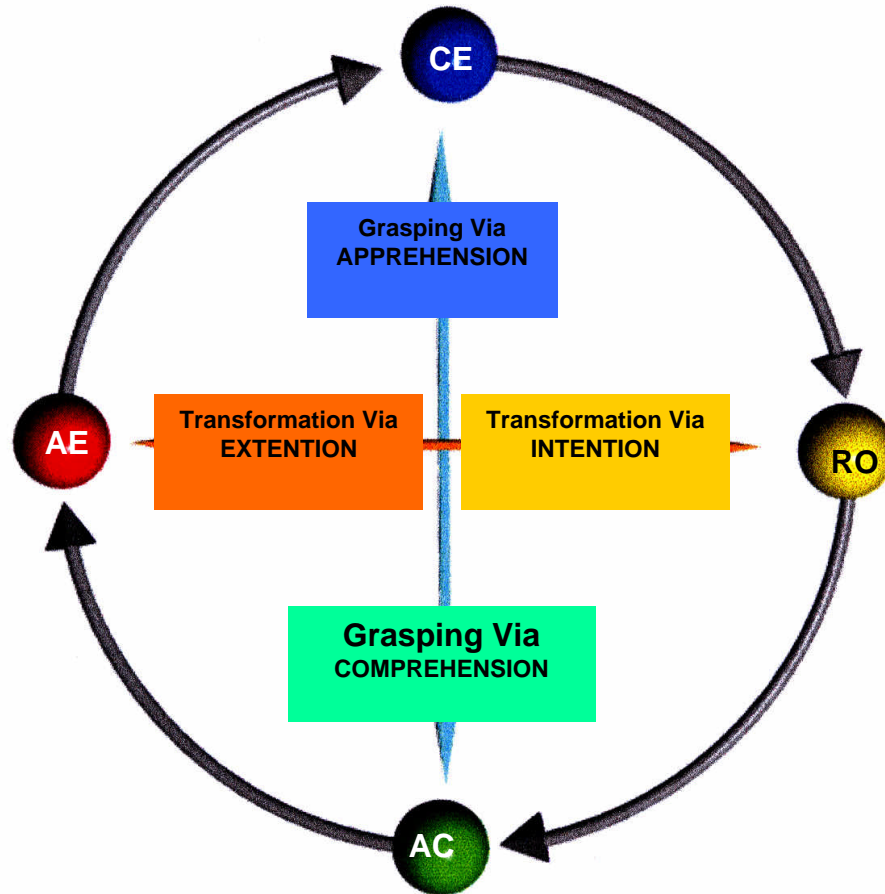 CE
Grasping Via
APPREHENSION
AE
Transformation Via
EXTENTION
Transformation Via
INTENTION
RO
Grasping Via
COMPREHENSION
AC